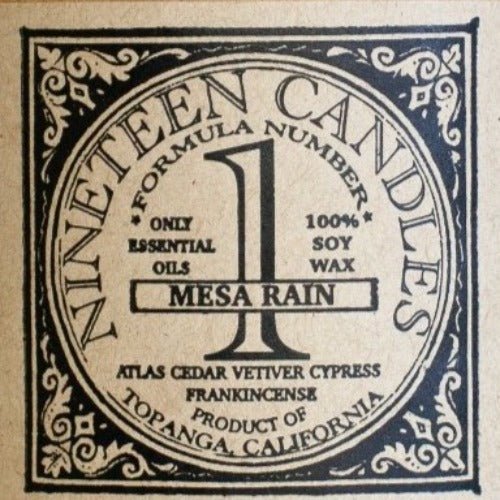 NINETEEN CANDLES
* FORMULA NUMBER *
1
ONLY
ESSENTIAL
OILS
100%
SOY
WAX
MESA RAIN
ATLAS CEDAR VETIVER CYPRESS
FRANKINCENSE
PRODUCT OF
TOPANGA, CALIFORNIA